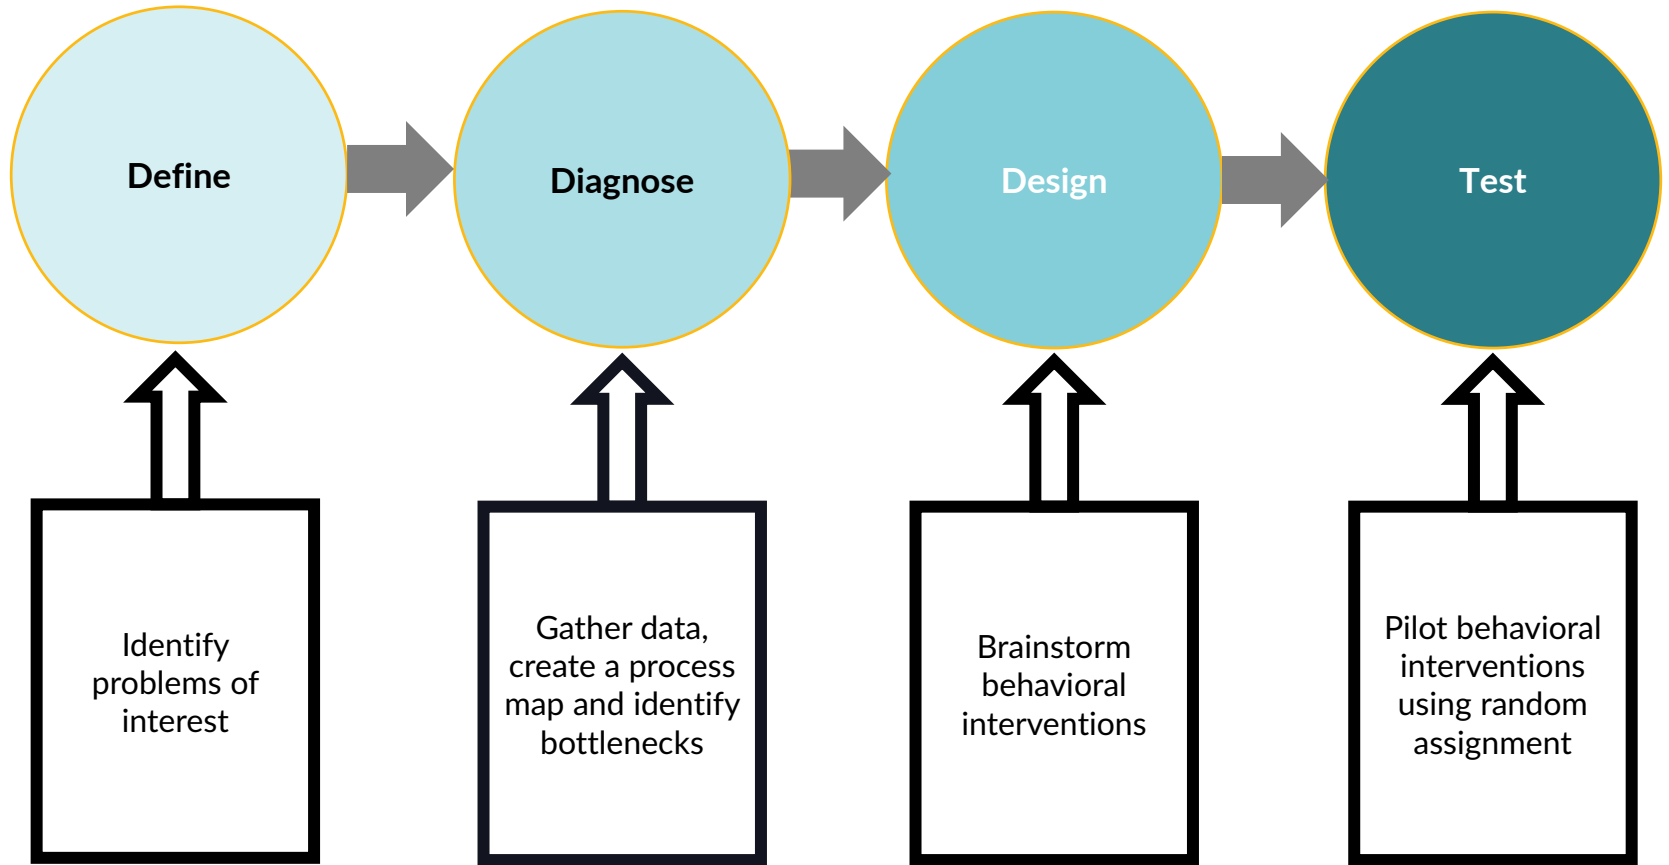 Define
Diagnose
Design
Test
Identify
problems of
interest
Gather data,
create a process
map and identify
bottlenecks
Brainstorm
behavioral
interventions
Pilot behavioral
interventions
using random
assignment